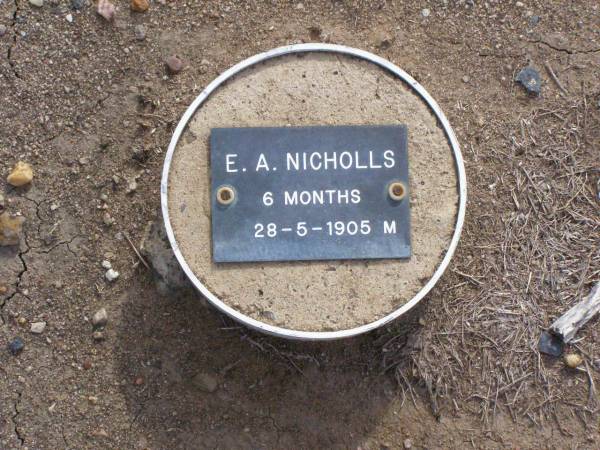 E. A. NICHOLLS
6 MONTHS
28-5-1905 M